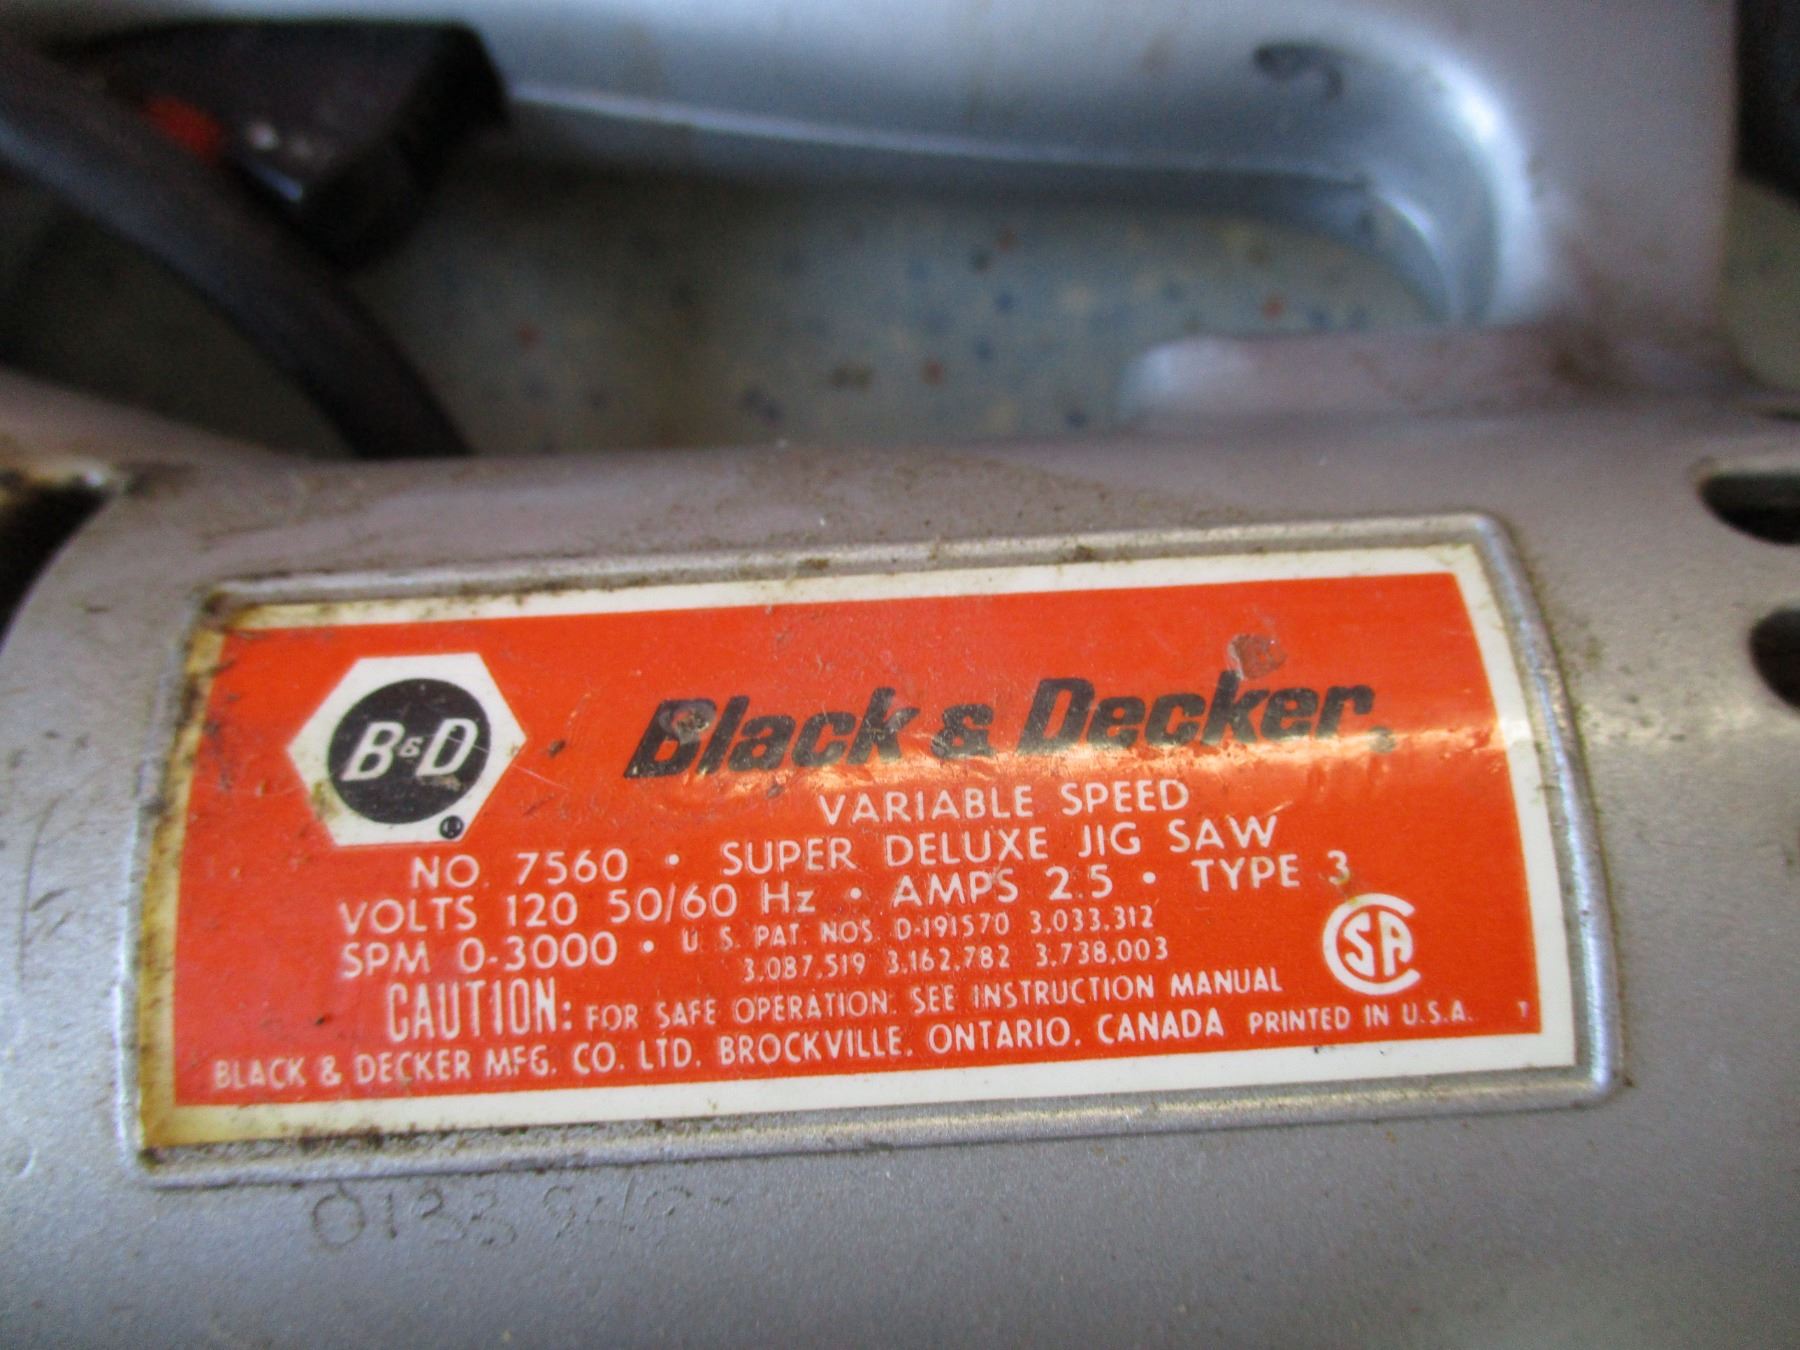 B&D
®
Black & Decker®
VARIABLE SPEED
NO. 7560 • SUPER DELUXE JIG SAW
VOLTS 120 50/60 Hz • AMPS 2.5 • TYPE 3
SPM 0-3000 • U.S. PAT. NOS. D-191570 3,033,312
3,087,519 3,162,782 3,738,003
CSA
CAUTION: FOR SAFE OPERATION. SEE INSTRUCTION MANUAL
BLACK & DECKER MFG. CO. LTD. BROCKVILLE. ONTARIO. CANADA PRINTED IN U.S.A. T